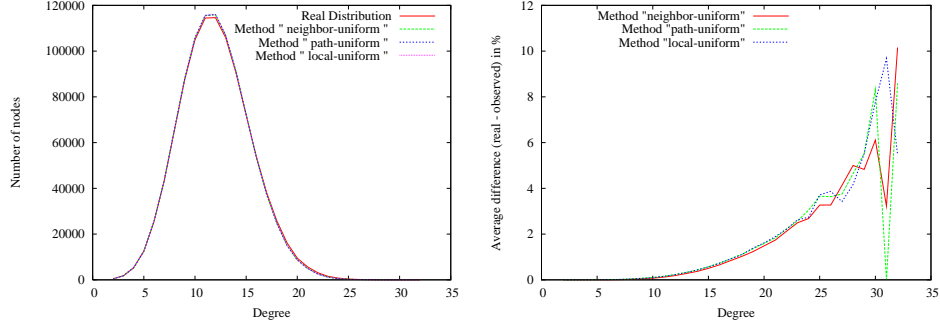 Real Distribution
Method " neighbor-uniform "
Method " path-uniform "
Method " local-uniform "
120000
100000
80000
60000
40000
20000
0
Number of nodes
0 5 10 15 20 25 30 35
Degree
Method "neighbor-uniform"
Method "path-uniform"
Method "local-uniform"
12
10
8
6
4
2
0
Average difference (real - observed) in %
0 5 10 15 20 25 30 35
Degree